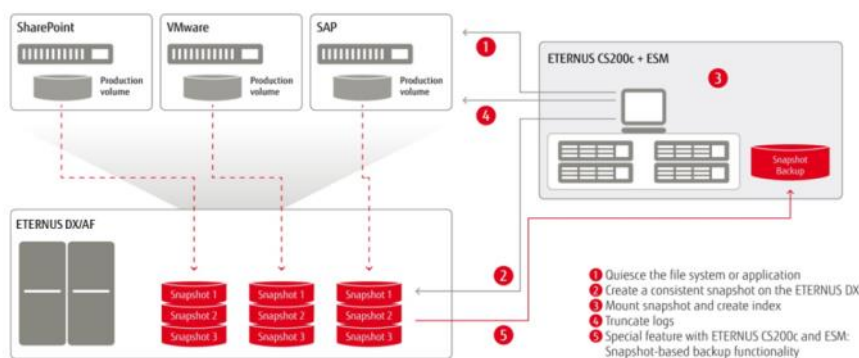 SharePoint
VMware
SAP
Production
volume
Production
volume
Production
volume
1
4
ETERNUS CS200c + ESM
3
Snapshot
Backup
ETERNUS DX/AF
Snapshot 1
Snapshot 2
Snapshot 3
Snapshot 1
Snapshot 2
Snapshot 3
Snapshot 1
Snapshot 2
Snapshot 3
2
5
1 Quiesce the file system or application
2 Create a consistent snapshot on the ETERNUS DX
3 Mount snapshot and create index
4 Truncate logs
5 Special feature with ETERNUS CS200c and ESM:
Snapshot-based backup functionality